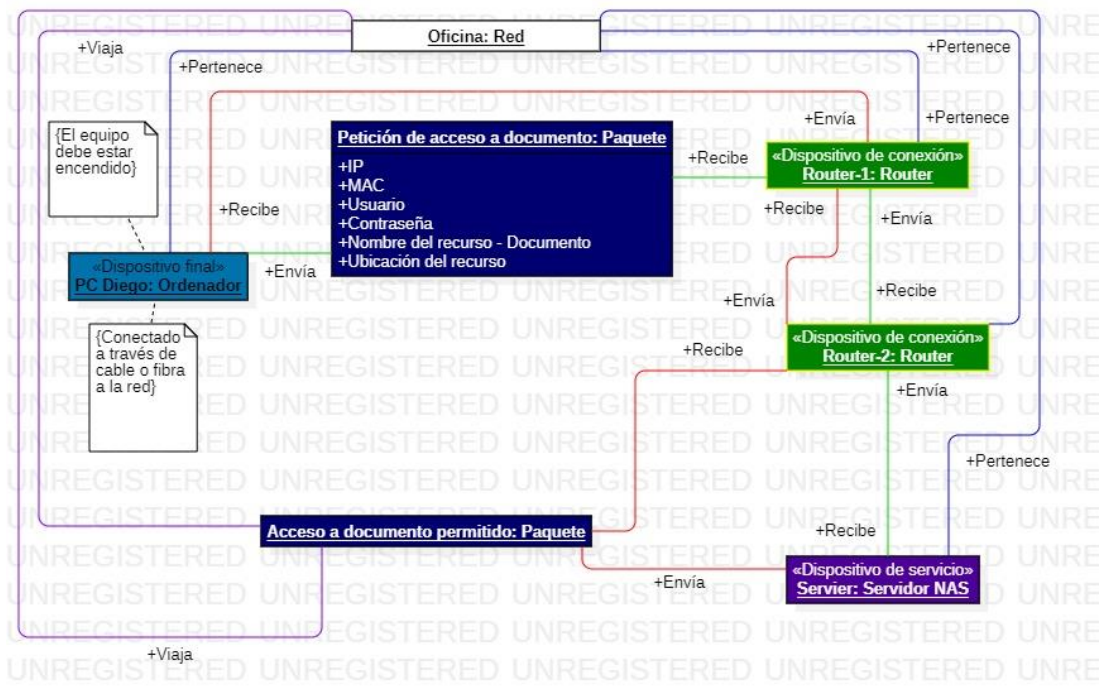 Oficina: Red
+Viaja
+Pertenece
+Pertenece
+Envía
+Pertenece
{El equipo
debe estar
encendido}
Petición de acceso a documento: Paquete
+IP
+MAC
+Usuario
+Contraseña
+Nombre del recurso - Documento
+Ubicación del recurso
+Recibe
«Dispositivo de conexión»
Router-1: Router
+Recibe
+Recibe
+Envía
«Dispositivo final»
PC Diego: Ordenador
+Envía
+Envía
+Recibe
{Conectado
a través de
cable o fibra
a la red}
+Recibe
«Dispositivo de conexión»
Router-2: Router
+Envía
+Pertenece
Acceso a documento permitido: Paquete
+Recibe
+Envía
«Dispositivo de servicio»
Servier: Servidor NAS
+Viaja
UNREGISTERED UNREGISTERED UNREGISTERED UNREGISTERED UNRE